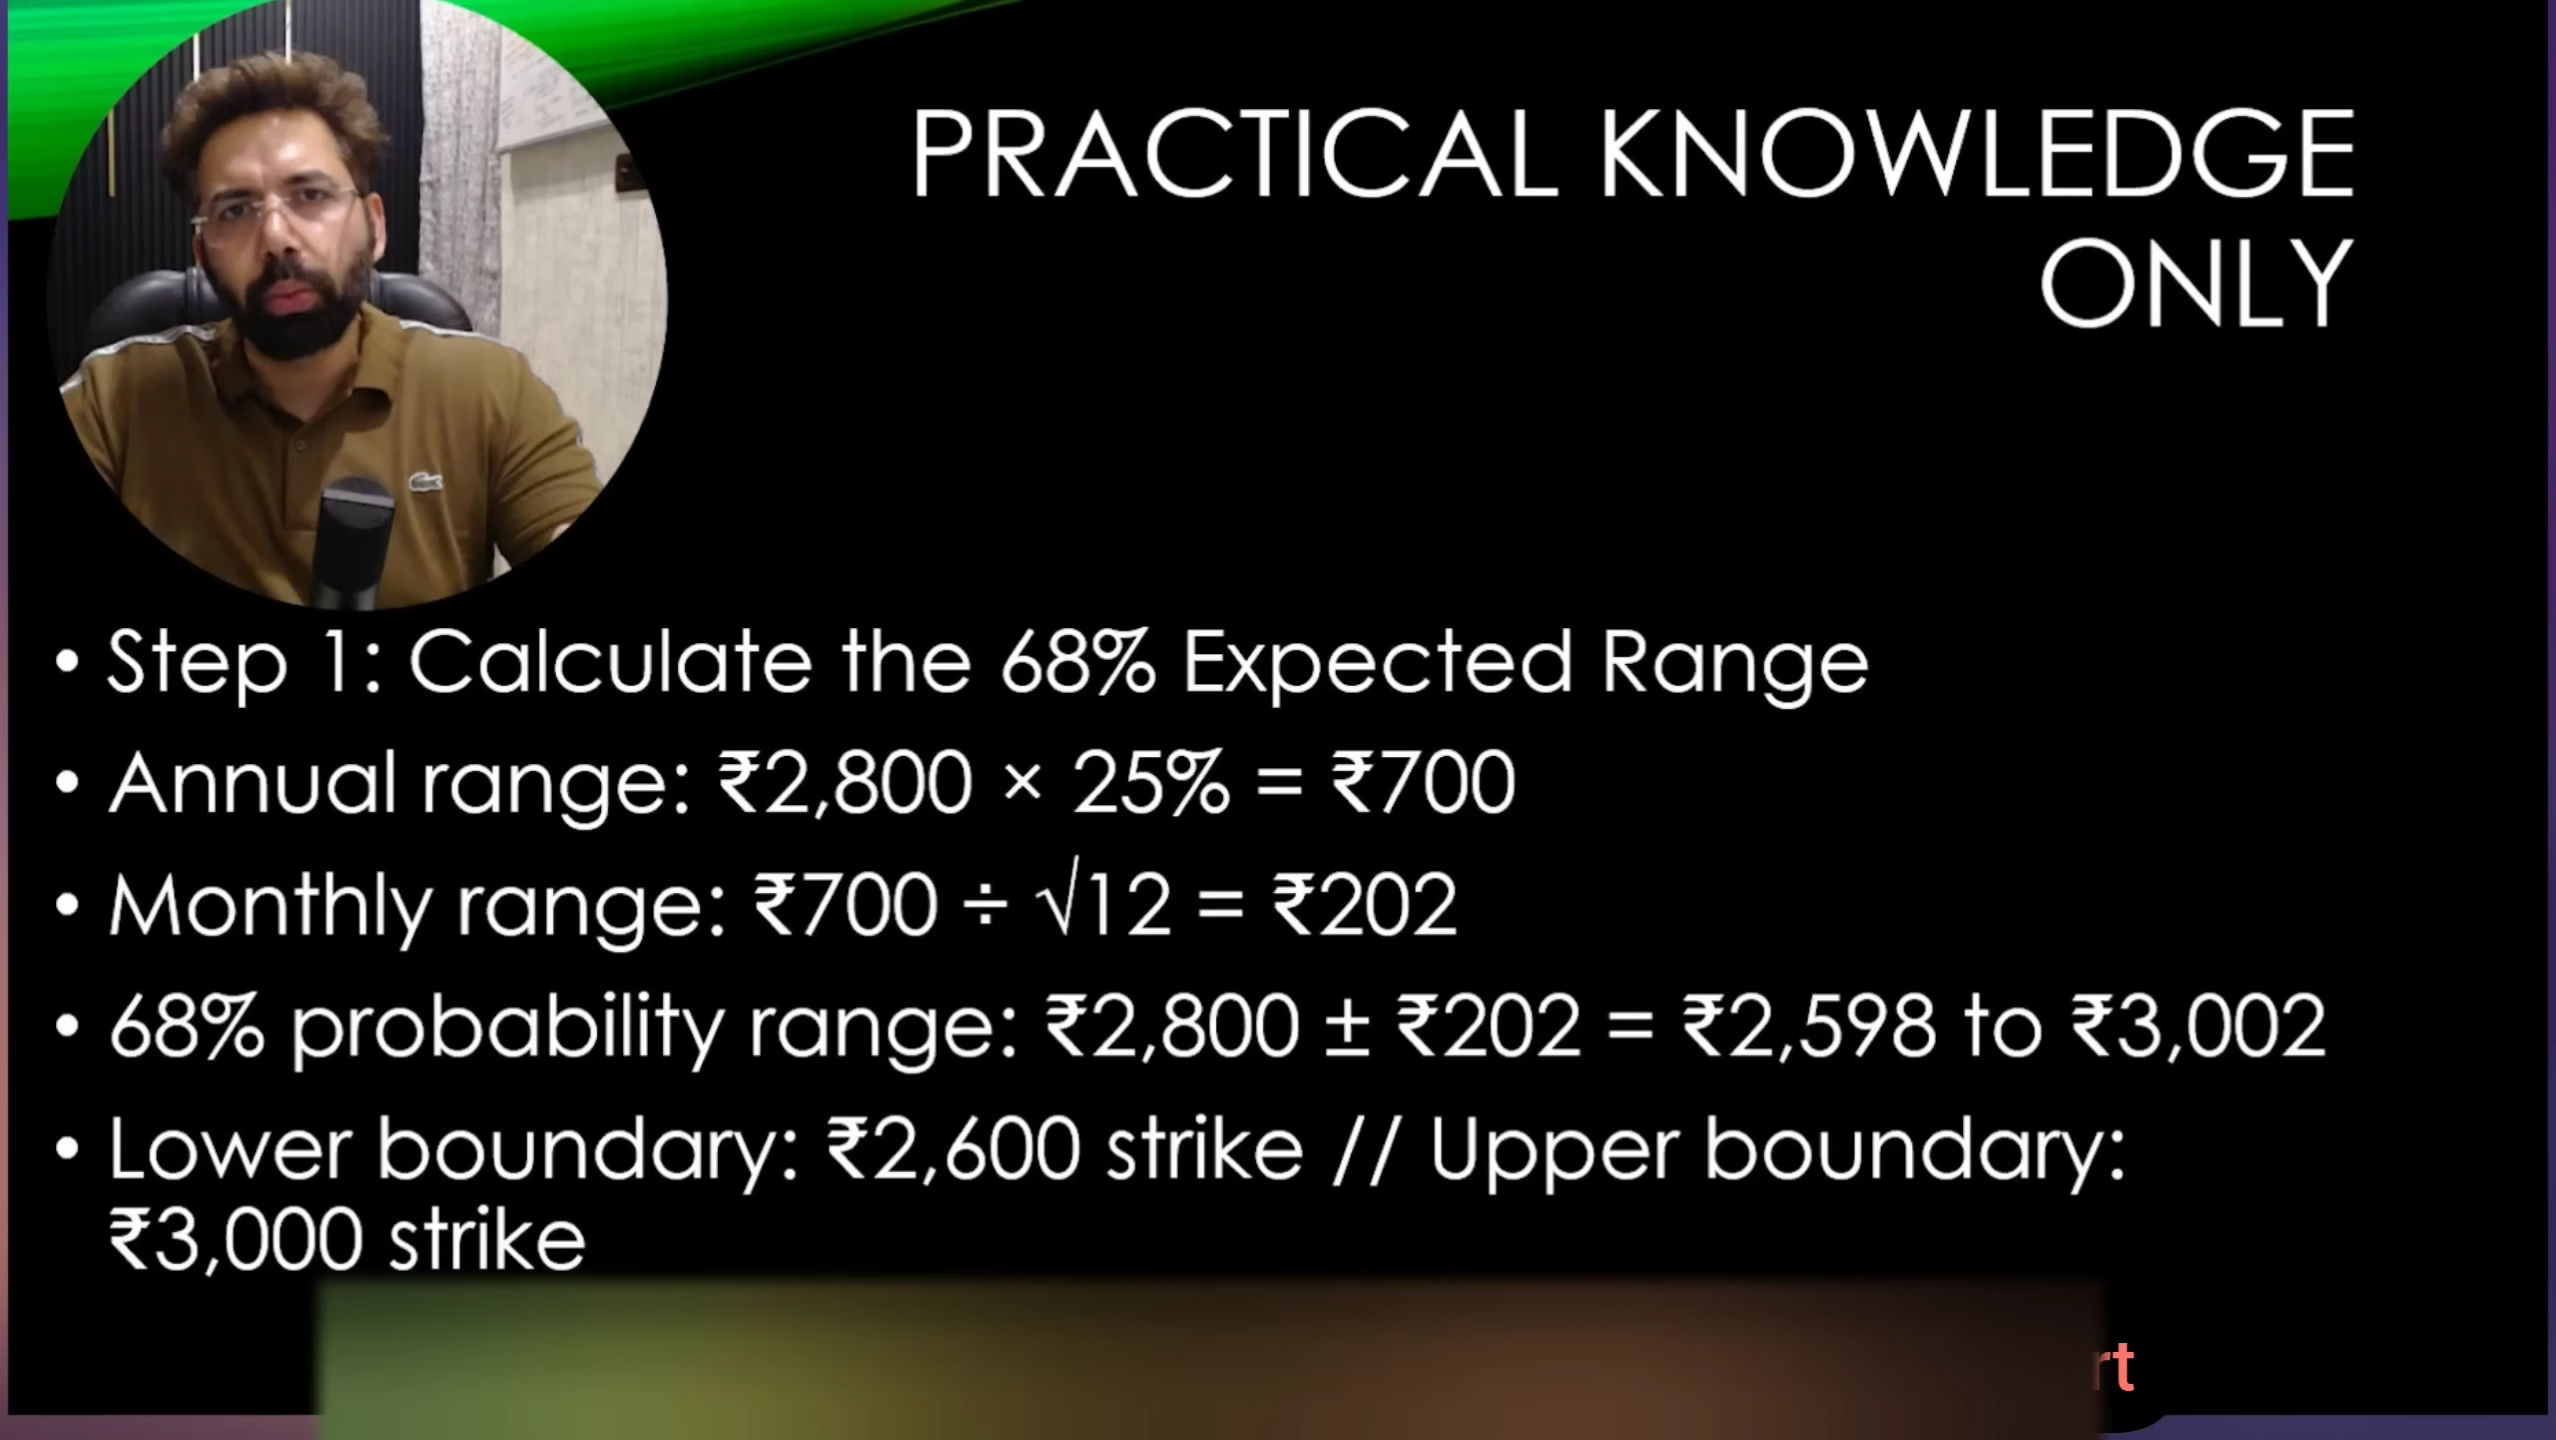 PRACTICAL KNOWLEDGE
ONLY
• Step 1: Calculate the 68% Expected Range
• Annual range: ₹2,800 × 25% = ₹700
• Monthly range: ₹700 ÷ √12 = ₹202
• 68% probability range: ₹2,800 ± ₹202 = ₹2,598 to ₹3,002
• Lower boundary: ₹2,600 strike // Upper boundary:
₹3,000 strike